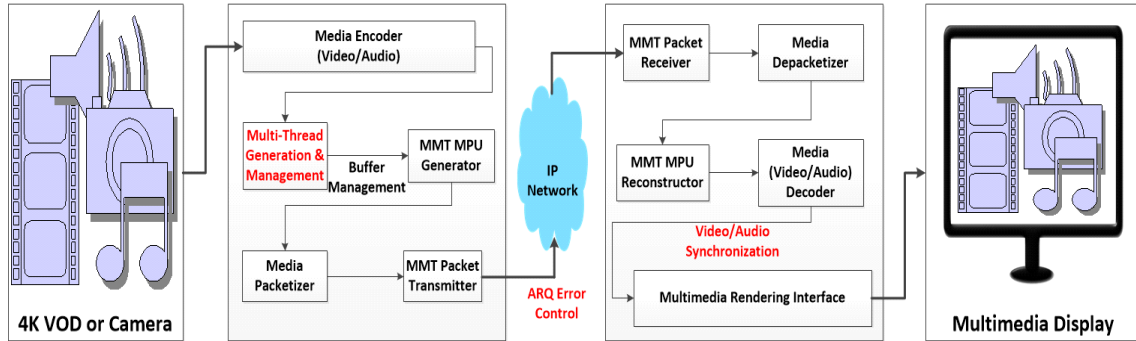 4K VOD or Camera
Media Encoder
(Video/Audio)
Multi-Thread
Generation &
Management
Buffer
Management
MMT MPU
Generator
Media
Packetizer
MMT Packet
Transmitter
IP
Network
ARQ Error
Control
MMT Packet
Receiver
Media
Depacketizer
MMT MPU
Reconstructor
Media
(Video/Audio)
Decoder
Video/Audio
Synchronization
Multimedia Rendering Interface
Multimedia Display